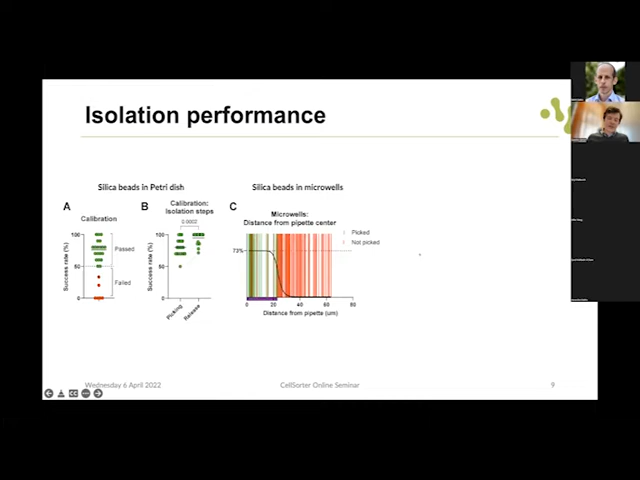 Isolation performance
Silica beads in Petri dish
Silica beads in microwells
A
Calibration
Success rate (%)
100
50
0
Passed
Failed
B
Calibration:
Isolation steps
0.0002
Success rate (%)
100
50
0
Picking
Release
C
Microwells:
Distance from pipette center
73%
Picked
Not picked
0
20
40
60
80
Distance from pipette (um)
Wednesday 6 April 2022
CellSorter Online Seminar
9